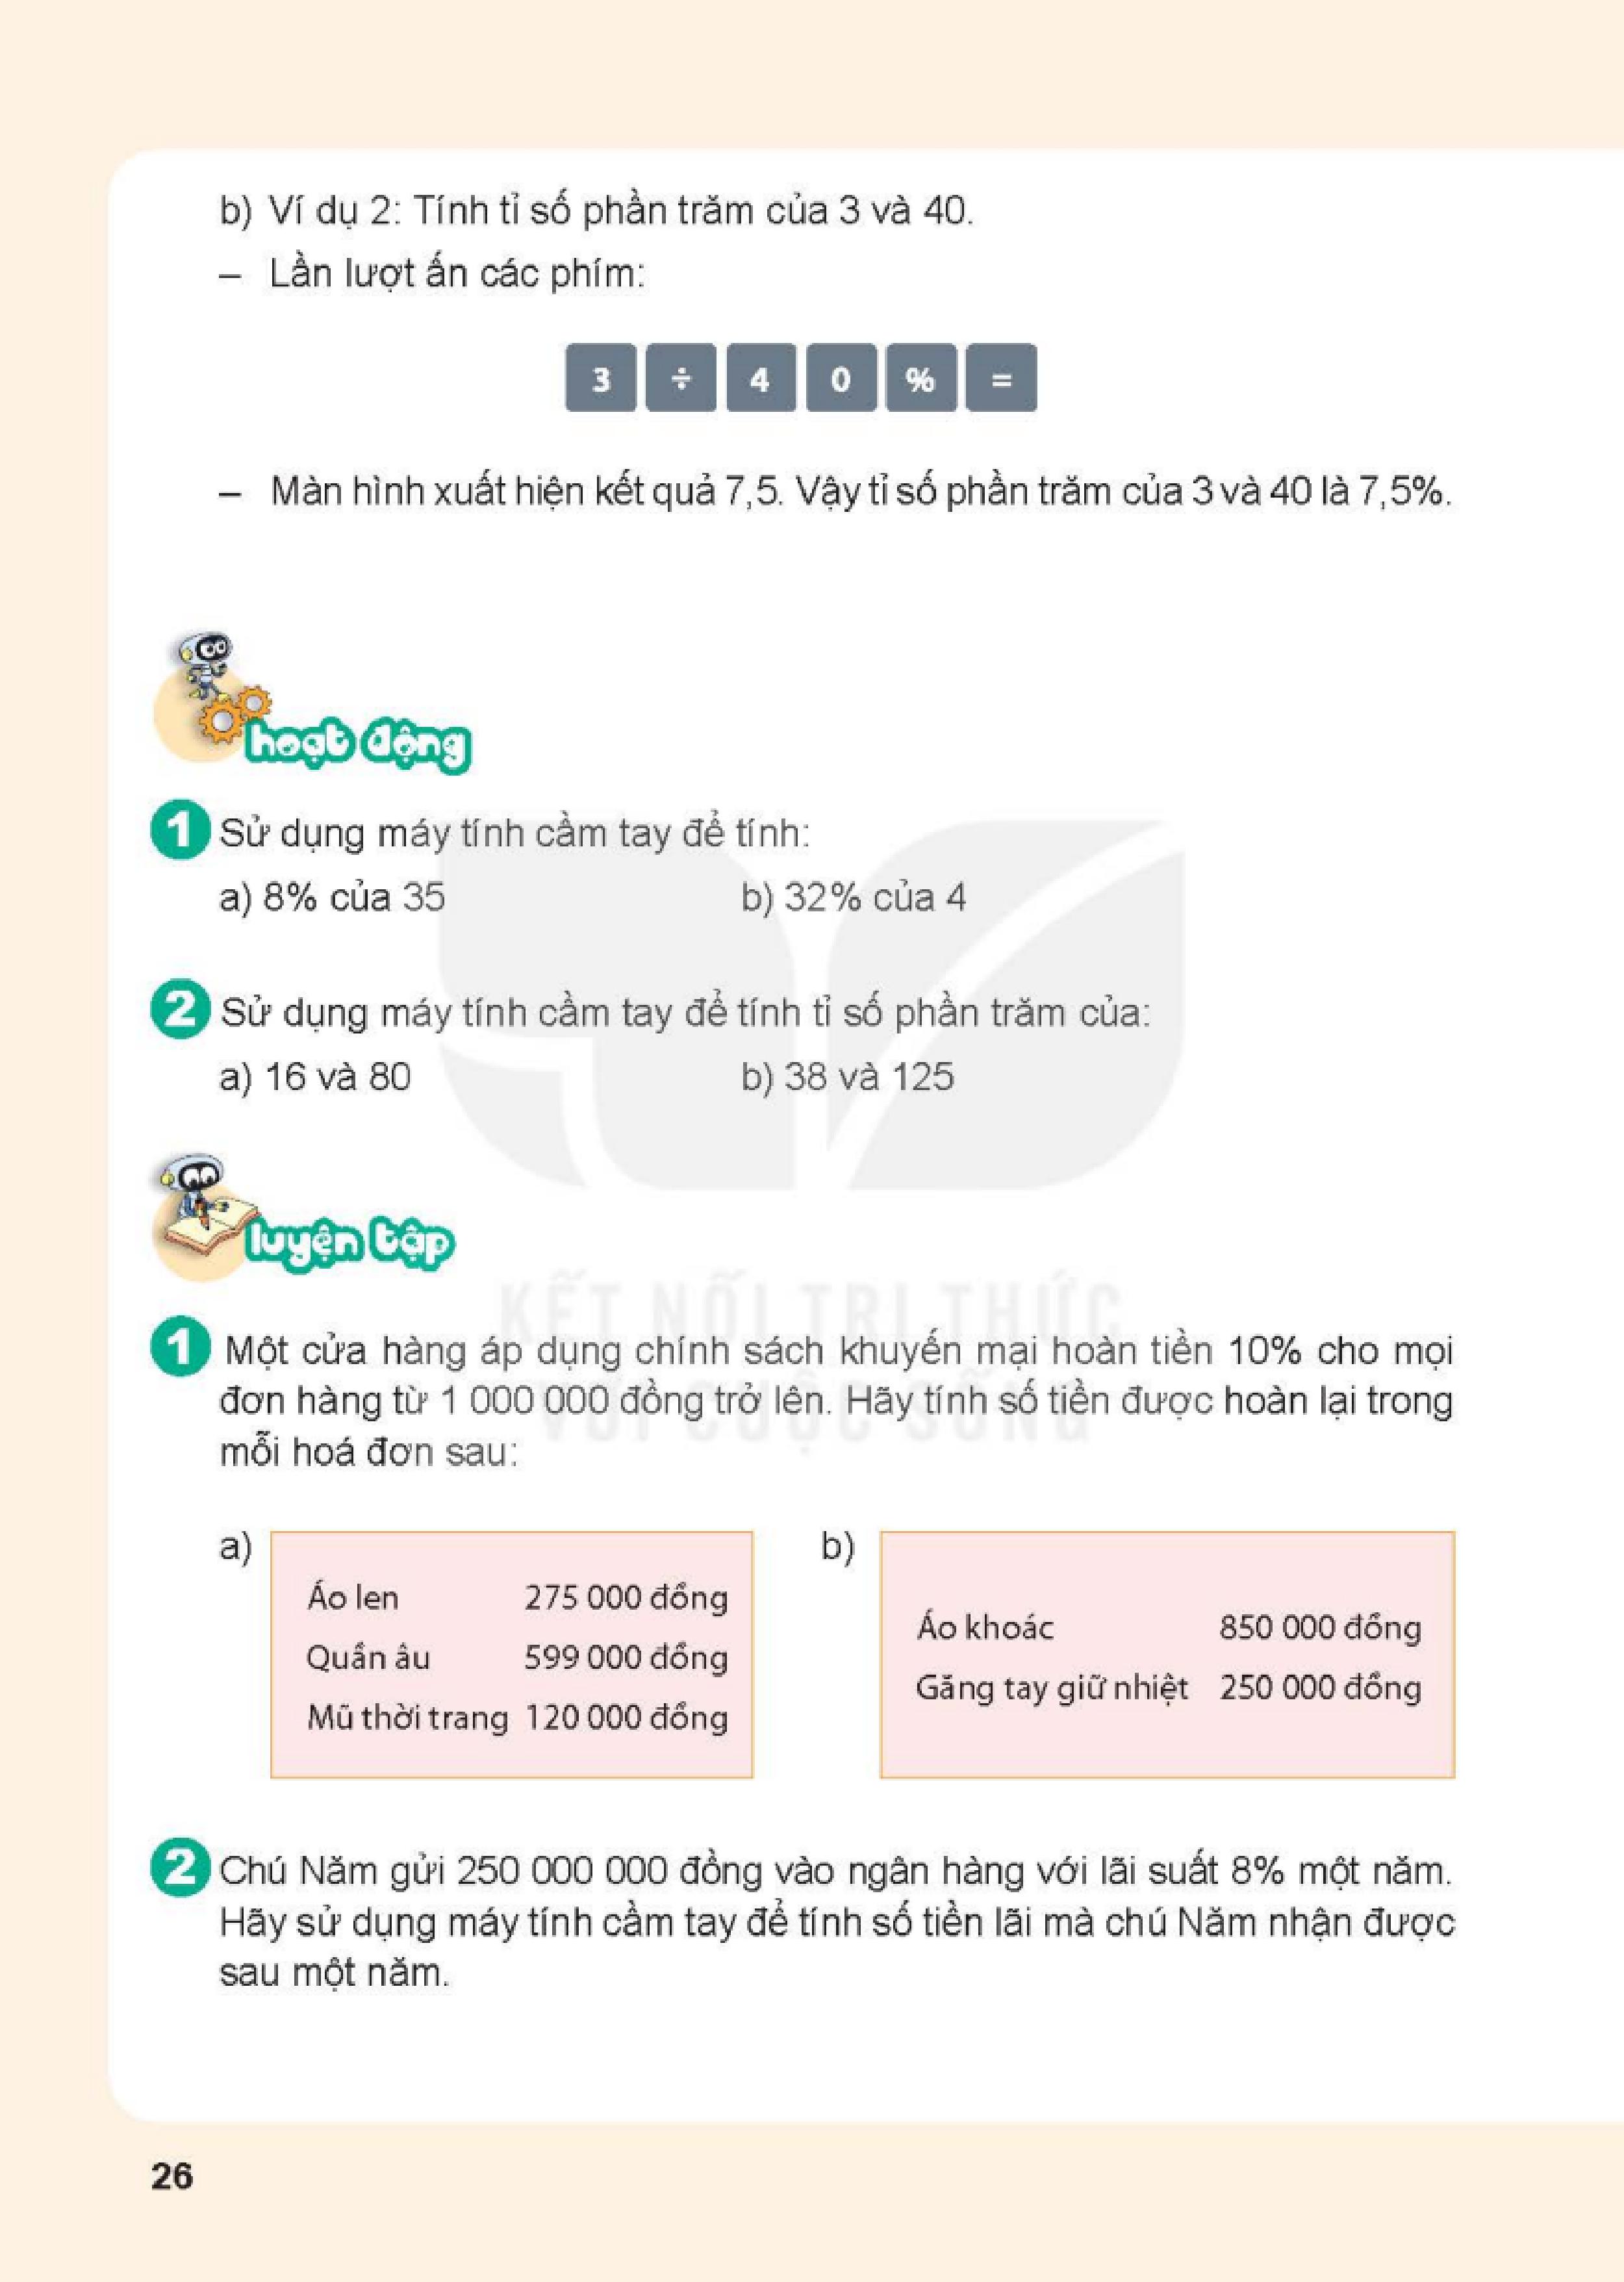 b) Ví dụ 2: Tính tỉ số phần trăm của 3 và 40.
– Lần lượt ấn các phím:
3 ÷ 4 0 % =
– Màn hình xuất hiện kết quả 7,5. Vậy tỉ số phần trăm của 3 và 40 là 7,5%.
hoạt động
1 Sử dụng máy tính cầm tay để tính:
a) 8% của 35 b) 32% của 4
2 Sử dụng máy tính cầm tay để tính tỉ số phần trăm của:
a) 16 và 80 b) 38 và 125
luyện tập
KẾT NỐI TRI THỨC
1 Một cửa hàng áp dụng chính sách khuyến mại hoàn tiền 10% cho mọi
VỚI CUỘC SỐNG
đơn hàng từ 1 000 000 đồng trở lên. Hãy tính số tiền được hoàn lại trong
mỗi hoá đơn sau:
a)
Áo len 275 000 đồng
Quần âu 599 000 đồng
Mũ thời trang 120 000 đồng
b)
Áo khoác 850 000 đồng
Găng tay giữ nhiệt 250 000 đồng
2 Chú Năm gửi 250 000 000 đồng vào ngân hàng với lãi suất 8% một năm.
Hãy sử dụng máy tính cầm tay để tính số tiền lãi mà chú Năm nhận được
sau một năm.
26